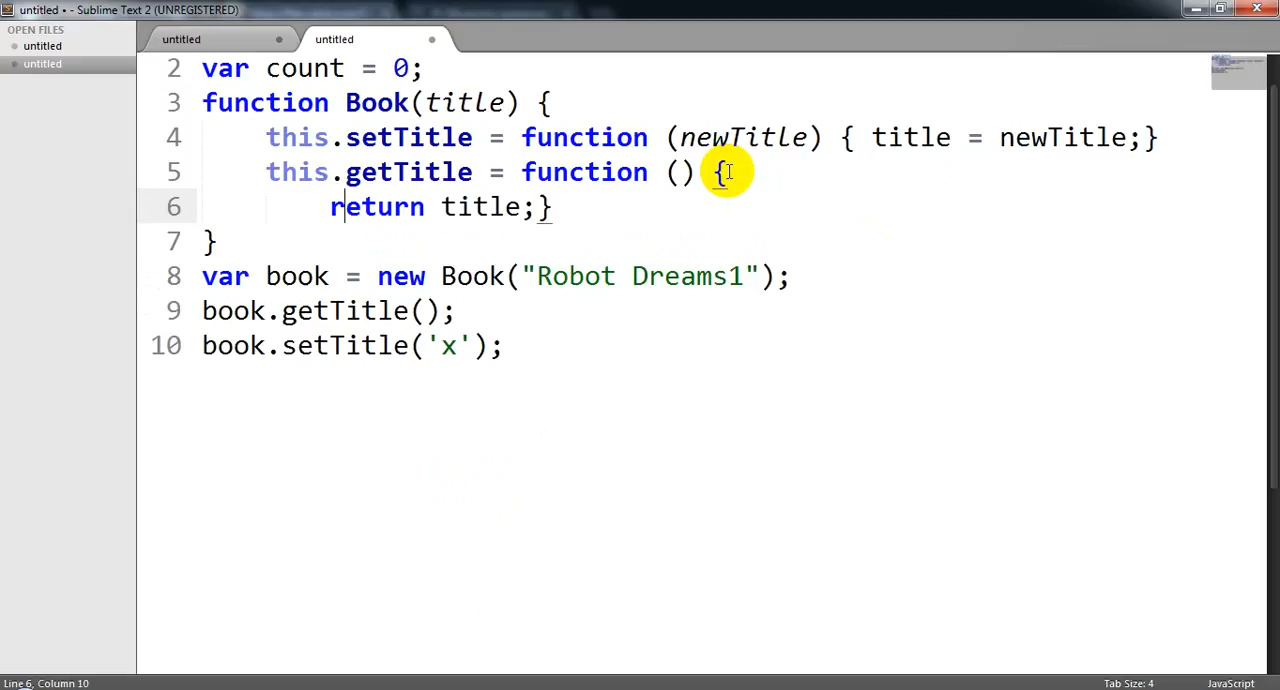 untitled • - Sublime Text 2 (UNREGISTERED)
OPEN FILES
untitled
untitled
untitled
untitled
2 var count = 0;
3 function Book(title) {
4 this.setTitle = function (newTitle) { title = newTitle;}
5 this.getTitle = function () {
6 return title;}
7 }
8 var book = new Book("Robot Dreams1");
9 book.getTitle();
10 book.setTitle('x');
Line 6, Column 10
Tab Size: 4
JavaScript